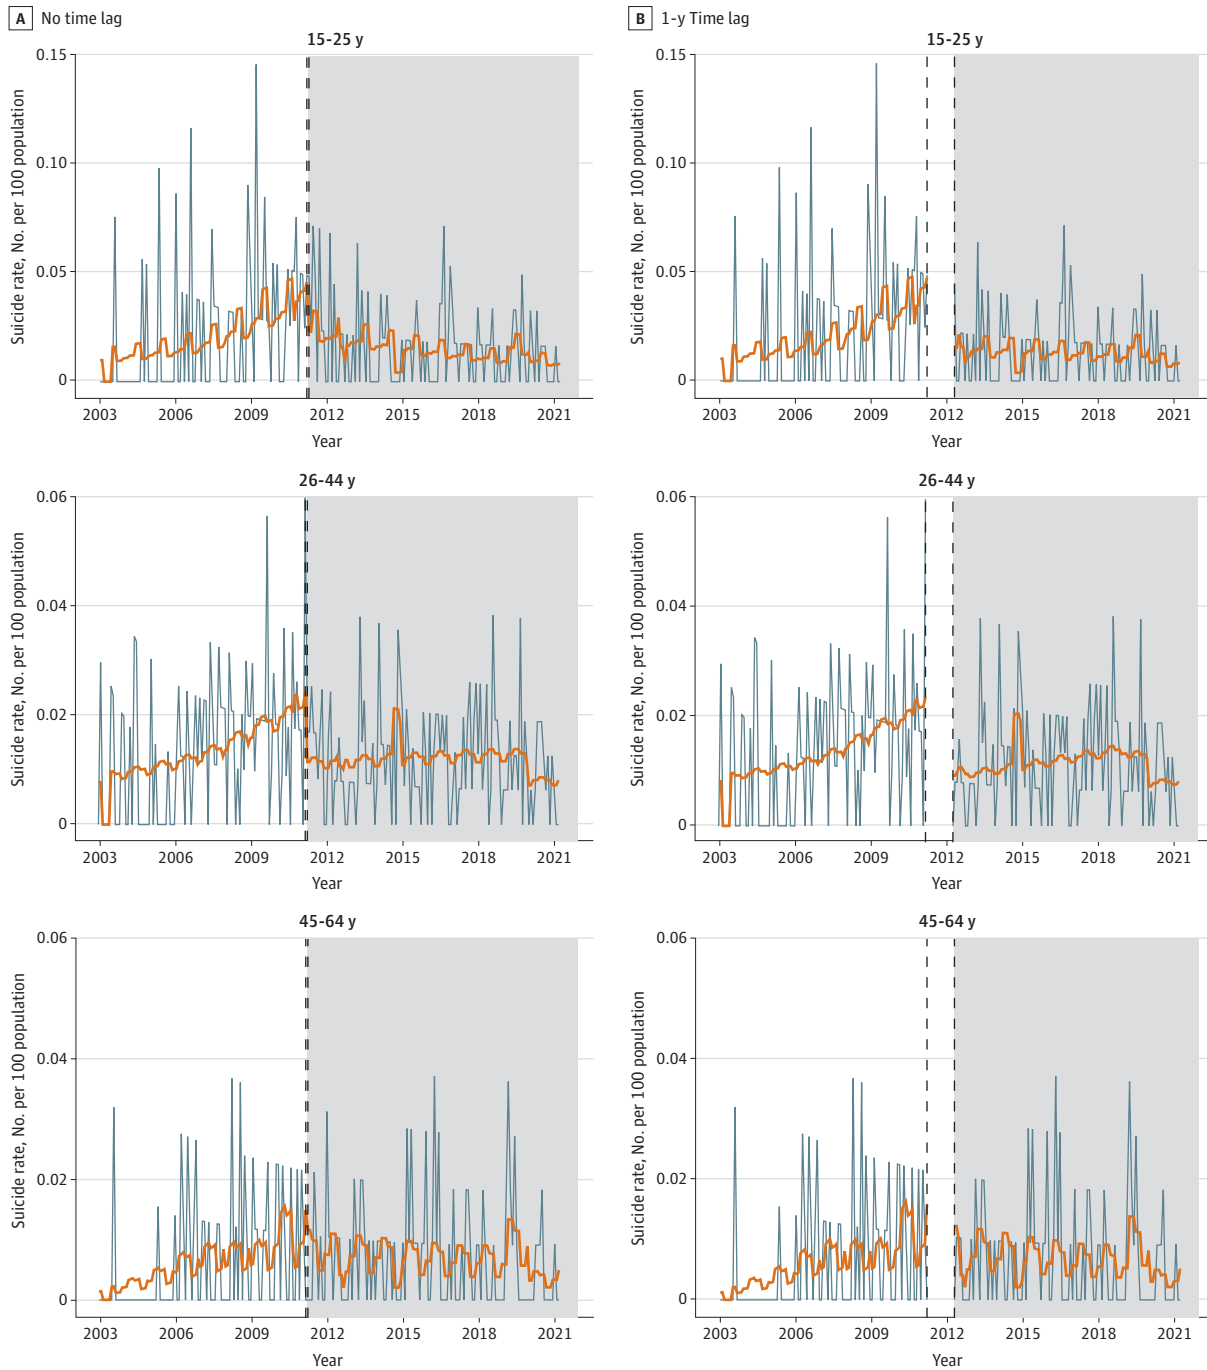 A No time lag
15-25 y
Suicide rate, No. per 100 population
0.15
0.10
0.05
0
2003 2006 2009 2012 2015 2018 2021
Year
26-44 y
Suicide rate, No. per 100 population
0.06
0.04
0.02
0
2003 2006 2009 2012 2015 2018 2021
Year
45-64 y
Suicide rate, No. per 100 population
0.06
0.04
0.02
0
2003 2006 2009 2012 2015 2018 2021
Year
B 1-y Time lag
15-25 y
Suicide rate, No. per 100 population
0.15
0.10
0.05
0
2003 2006 2009 2012 2015 2018 2021
Year
26-44 y
Suicide rate, No. per 100 population
0.06
0.04
0.02
0
2003 2006 2009 2012 2015 2018 2021
Year
45-64 y
Suicide rate, No. per 100 population
0.06
0.04
0.02
0
2003 2006 2009 2012 2015 2018 2021
Year